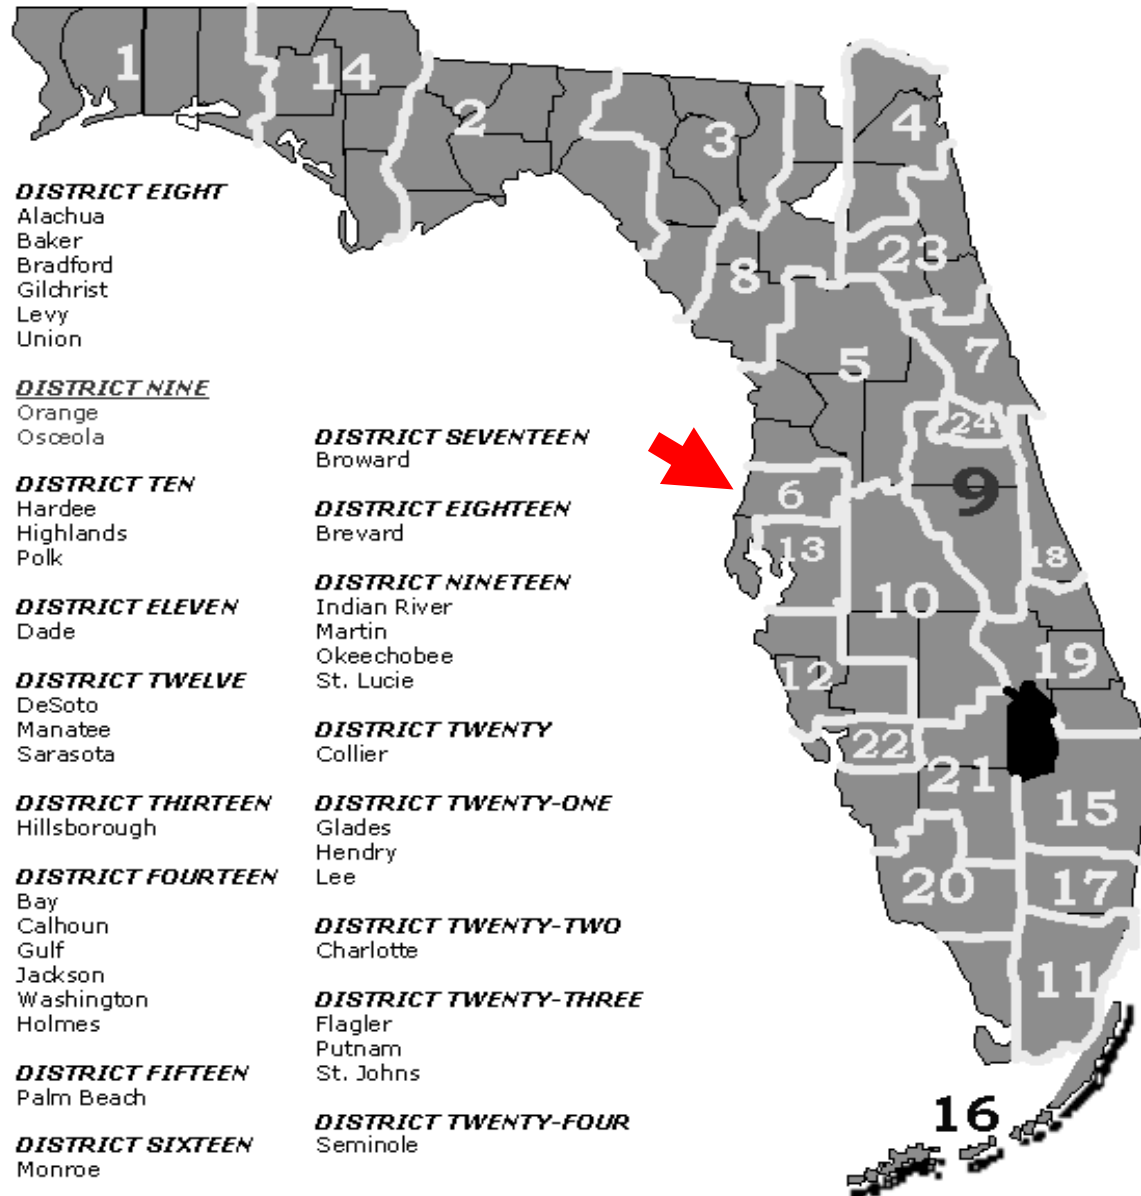 1
14
2
3
4
23
8
7
5
24
9
6
13
18
10
19
12
22
21
15
20
17
11
16
DISTRICT EIGHT
Alachua
Baker
Bradford
Gilchrist
Levy
Union
DISTRICT NINE
Orange
Osceola
DISTRICT TEN
Hardee
Highlands
Polk
DISTRICT ELEVEN
Dade
DISTRICT TWELVE
DeSoto
Manatee
Sarasota
DISTRICT THIRTEEN
Hillsborough
DISTRICT FOURTEEN
Bay
Calhoun
Gulf
Jackson
Washington
Holmes
DISTRICT FIFTEEN
Palm Beach
DISTRICT SIXTEEN
Monroe
DISTRICT SEVENTEEN
Broward
DISTRICT EIGHTEEN
Brevard
DISTRICT NINETEEN
Indian River
Martin
Okeechobee
St. Lucie
DISTRICT TWENTY
Collier
DISTRICT TWENTY-ONE
Glades
Hendry
Lee
DISTRICT TWENTY-TWO
Charlotte
DISTRICT TWENTY-THREE
Flagler
Putnam
St. Johns
DISTRICT TWENTY-FOUR
Seminole